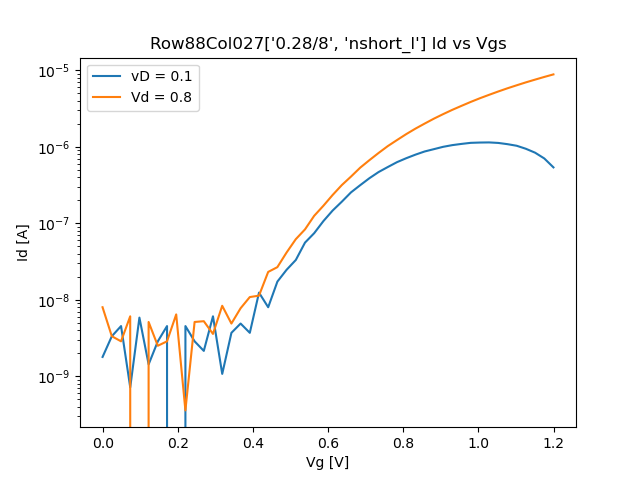 Row88Col027['0.28/8', 'nshort_l'] Id vs Vgs
vD = 0.1
Vd = 0.8
Id [A]
10⁻⁵
10⁻⁶
10⁻⁷
10⁻⁸
10⁻⁹
0.0 0.2 0.4 0.6 0.8 1.0 1.2
Vg [V]